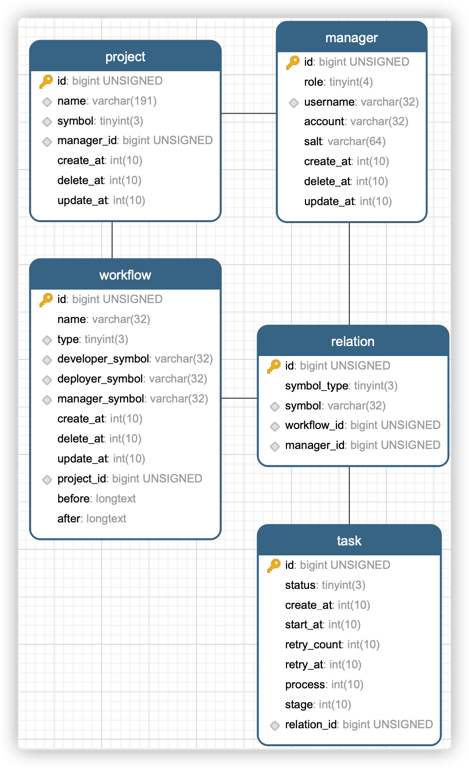 project
id: bigint UNSIGNED
name: varchar(191)
symbol: tinyint(3)
manager_id: bigint UNSIGNED
create_at: int(10)
delete_at: int(10)
update_at: int(10)
manager
id: bigint UNSIGNED
role: tinyint(4)
username: varchar(32)
account: varchar(32)
salt: varchar(64)
create_at: int(10)
delete_at: int(10)
update_at: int(10)
workflow
id: bigint UNSIGNED
name: varchar(32)
type: tinyint(3)
developer_symbol: varchar(32)
deployer_symbol: varchar(32)
manager_symbol: varchar(32)
create_at: int(10)
delete_at: int(10)
update_at: int(10)
project_id: bigint UNSIGNED
before: longtext
after: longtext
relation
id: bigint UNSIGNED
symbol_type: tinyint(3)
symbol: varchar(32)
workflow_id: bigint UNSIGNED
manager_id: bigint UNSIGNED
task
id: bigint UNSIGNED
status: tinyint(3)
create_at: int(10)
start_at: int(10)
retry_count: int(10)
retry_at: int(10)
process: int(10)
stage: int(10)
relation_id: bigint UNSIGNED